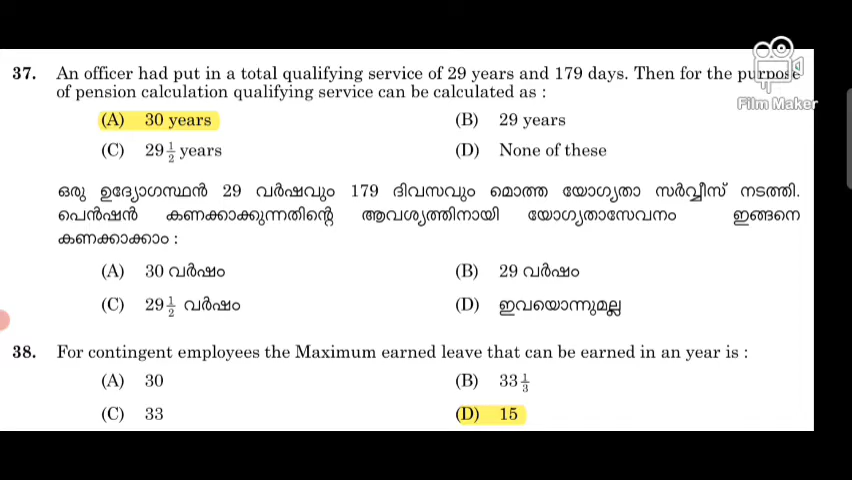 37. An officer had put in a total qualifying service of 29 years and 179 days. Then for the purpose
of pension calculation qualifying service can be calculated as :
Film Maker
(A) 30 years (B) 29 years
(C) 29 1/2 years (D) None of these
ഒരു ഉദ്യോഗസ്ഥൻ 29 വർഷവും 179 ദിവസവും മൊത്ത യോഗ്യതാ സർവ്വീസ് നടത്തി.
പെൻഷൻ കണക്കാക്കുന്നതിന്റെ ആവശ്യത്തിനായി യോഗ്യതാസേവനം ഇങ്ങനെ
കണക്കാക്കാം :
(A) 30 വർഷം (B) 29 വർഷം
(C) 29 1/2 വർഷം (D) ഇവയൊന്നുമല്ല
38. For contingent employees the Maximum earned leave that can be earned in an year is :
(A) 30 (B) 33 1/3
(C) 33 (D) 15